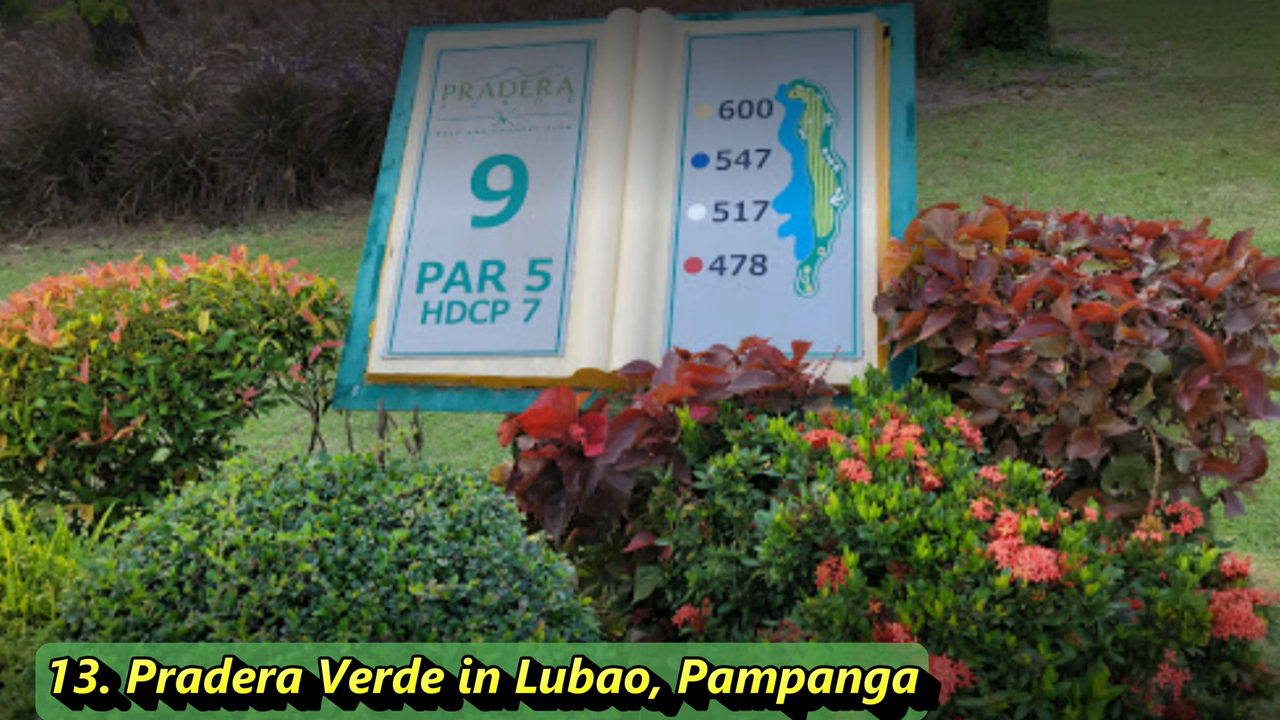 PRADERA
9
PAR 5
HDCP 7
600
547
517
478
13. Pradera Verde in Lubao, Pampanga